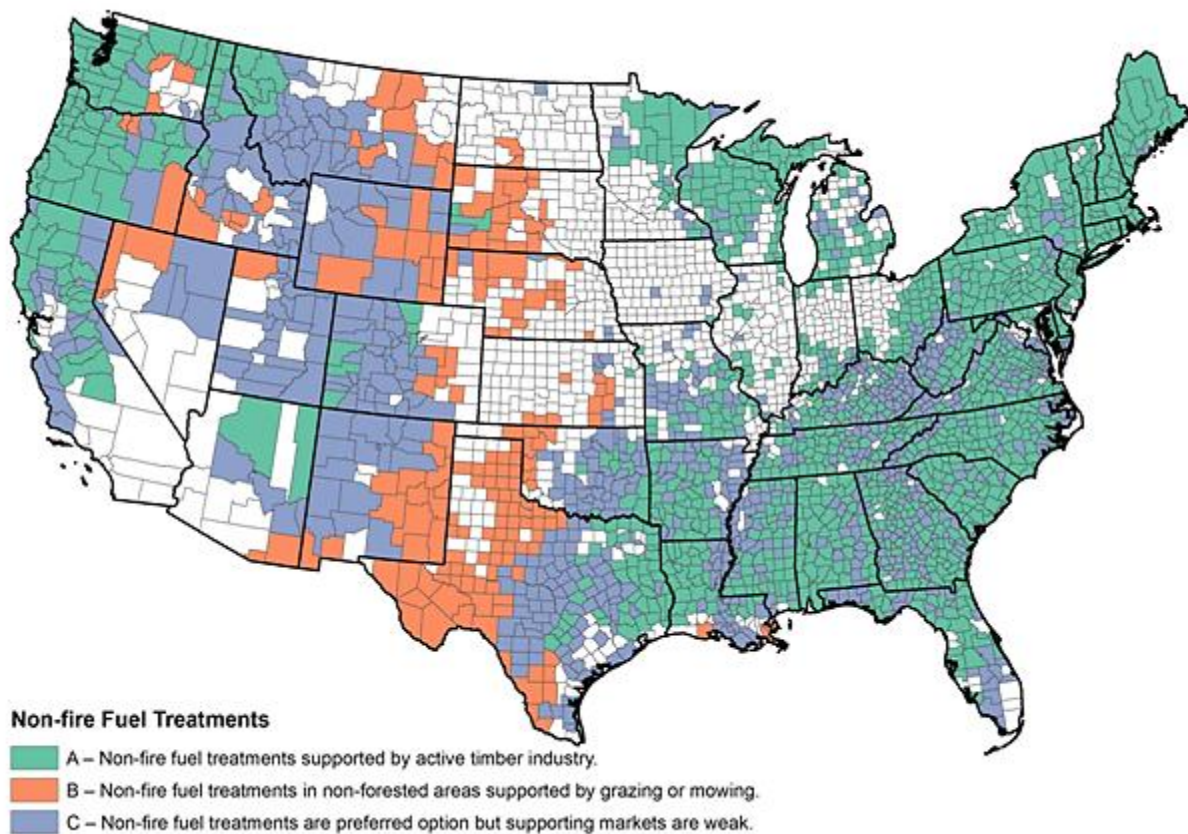 Non-fire Fuel Treatments
A – Non-fire fuel treatments supported by active timber industry.
B – Non-fire fuel treatments in non-forested areas supported by grazing or mowing.
C – Non-fire fuel treatments are preferred option but supporting markets are weak.